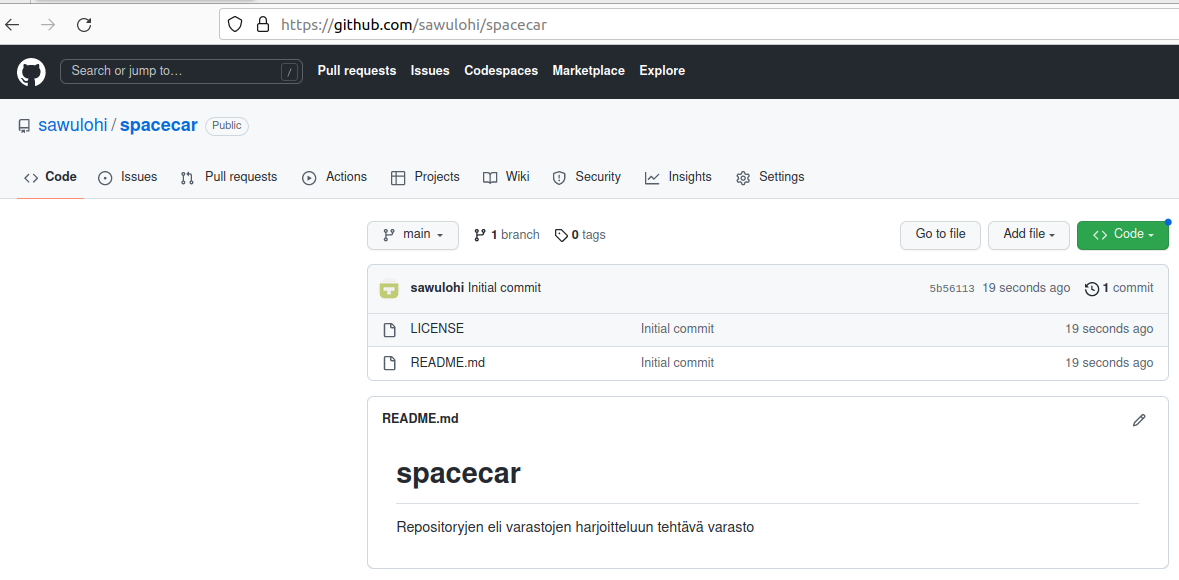 https://github.com/sawulohi/spacecar
Search or jump to… / Pull requests Issues Codespaces Marketplace Explore
sawulohi / spacecar Public
Code Issues Pull requests Actions Projects Wiki Security Insights Settings
main 1 branch 0 tags Go to file Add file Code
sawulohi Initial commit 5b56113 19 seconds ago 1 commit
LICENSE Initial commit 19 seconds ago
README.md Initial commit 19 seconds ago
README.md
spacecar
Repositoryjen eli varastojen harjoitteluun tehtävä varasto